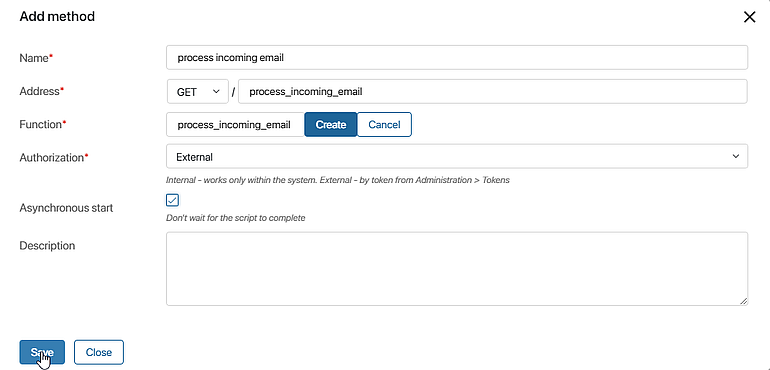 Add method
Name*
process incoming email
Address*
GET / process_incoming_email
Function*
process_incoming_email Create Cancel
Authorization*
External
Internal - works only within the system. External - by token from Administration > Tokens
Asynchronous start
Don't wait for the script to complete
Description
Save Close